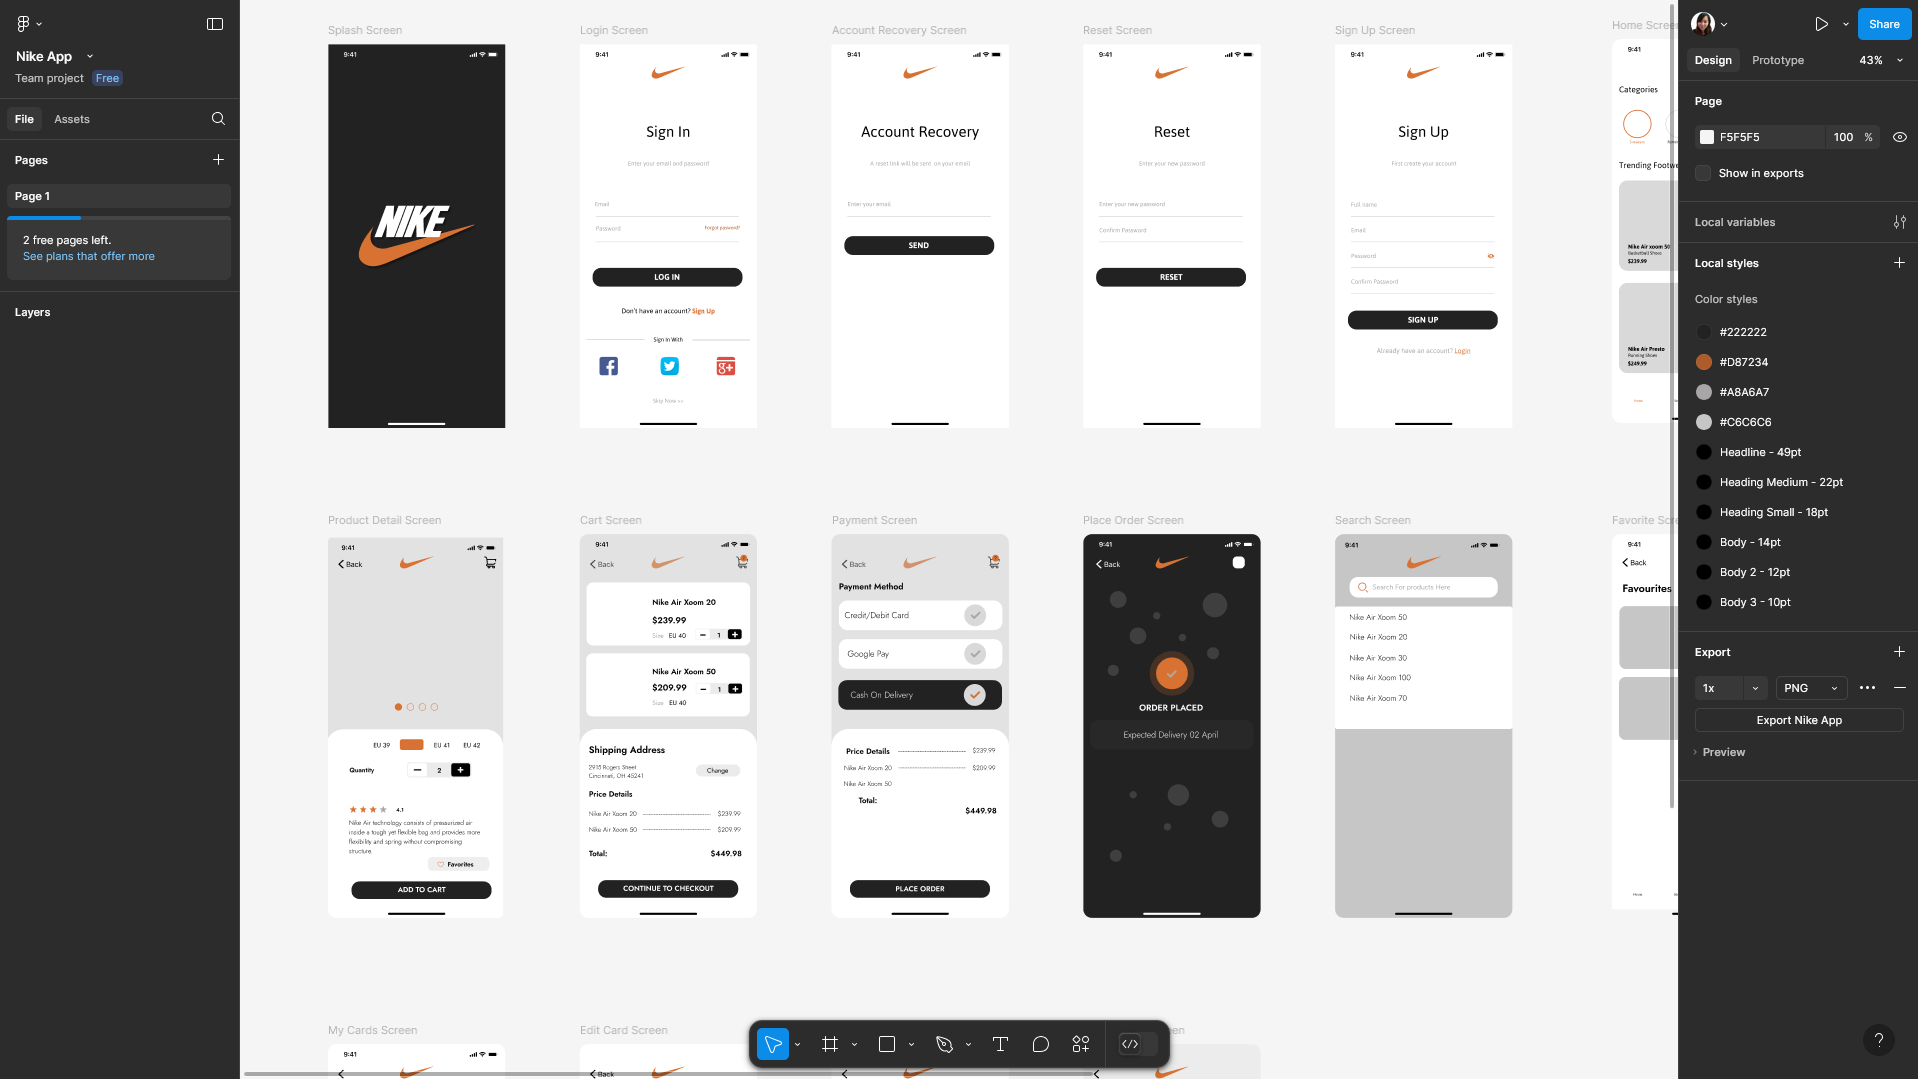 Nike App
Team project Free
File Assets
Pages
Page 1
2 free pages left.
See plans that offer more
Layers
Splash Screen
9:41
NIKE
Login Screen
9:41
Sign In
Enter your email and password
Email
Password Forgot password?
LOG IN
Don't have an account? Sign Up
Sign In With
Skip Now >>
Account Recovery Screen
9:41
Account Recovery
A reset link will be sent on your email
Enter your email
SEND
Reset Screen
9:41
Reset
Enter your new password
Enter your new password
Confirm Password
RESET
Sign Up Screen
9:41
Sign Up
First create your account
Full name
Email
Password
Confirm Password
SIGN UP
Already have an account? Login
Home Screen
9:41
Categories
Trending Footwe
Nike Air xoom 50
Basketball Shoes
$239.99
Nike Air Presto
Running Shoes
$249.99
Home
Product Detail Screen
9:41
Back
EU 39 EU 41 EU 42
Quantity 2
4.1
Nike Air technology consists of pressurized air
inside a tough yet flexible bag and provides more
flexibility and spring without compromising
structure.
Favorites
ADD TO CART
Cart Screen
9:41
Back
Nike Air Xoom 20
$239.99
Size EU 40 1
Nike Air Xoom 50
$209.99 1
Size EU 40
Shipping Address
2915 Rogers Street
Cincinnati, OH 45241
Change
Price Details
Nike Air Xoom 20 $239.99
Nike Air Xoom 50 $209.99
Total: $449.98
CONTINUE TO CHECKOUT
Payment Screen
9:41
Back
Payment Method
Credit/Debit Card
Google Pay
Cash On Delivery
Price Details $239.99
Nike Air Xoom 20 $209.99
Nike Air Xoom 50
Total:
$449.98
PLACE ORDER
Place Order Screen
9:41
Back
ORDER PLACED
Expected Delivery 02 April
Search Screen
9:41
Search For products Here
Nike Air Xoom 50
Nike Air Xoom 20
Nike Air Xoom 30
Nike Air Xoom 100
Nike Air Xoom 70
Favorite Scr
9:41
Back
Favourites
Home
My Cards Screen
9:41
Edit Card Screen
Back
een
Share
Design Prototype 43%
Page
F5F5F5 100 %
Show in exports
Local variables
Local styles
Color styles
#222222
#D87234
#A8A6A7
#C6C6C6
Headline - 49pt
Heading Medium - 22pt
Heading Small - 18pt
Body - 14pt
Body 2 - 12pt
Body 3 - 10pt
Export
1x PNG
Export Nike App
Preview
?